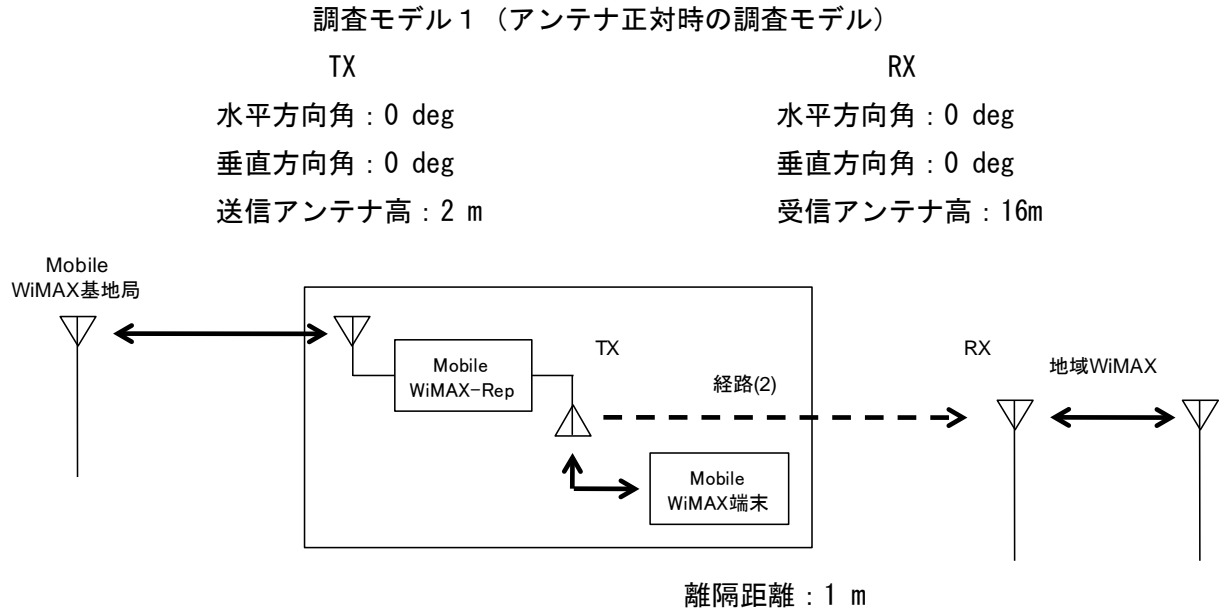 調査モデル１（アンテナ正対時の調査モデル）
TX
水平方向角：0 deg
垂直方向角：0 deg
送信アンテナ高：2 m
RX
水平方向角：0 deg
垂直方向角：0 deg
受信アンテナ高：16m
Mobile
WiMAX基地局
Mobile
WiMAX-Rep
TX
経路(2)
RX
地域WiMAX
Mobile
WiMAX端末
離隔距離：1 m